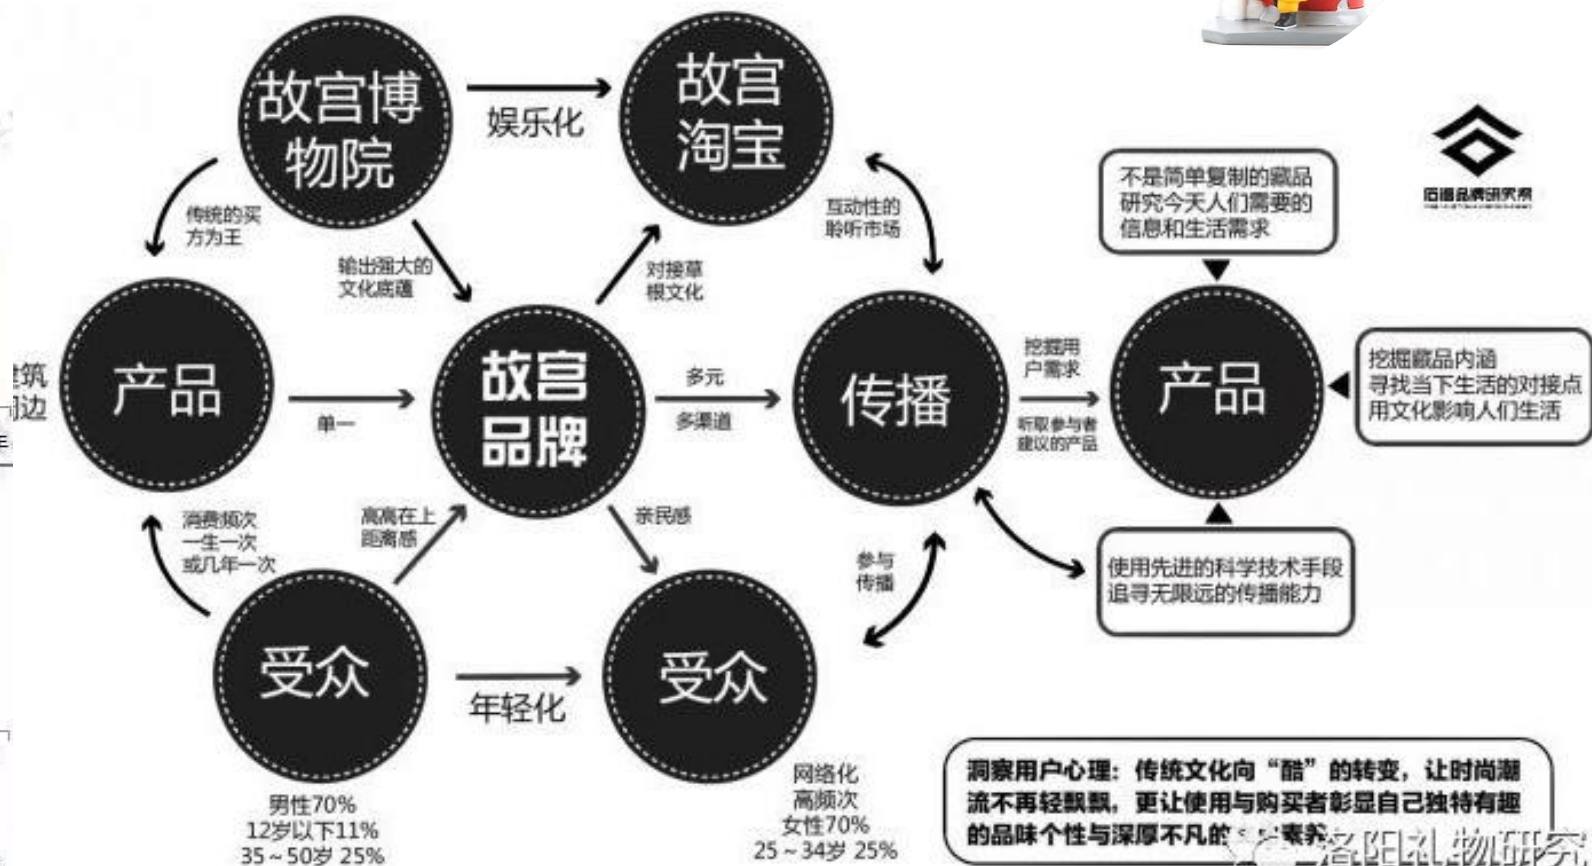 故宫博
物院
娱乐化
故宫
淘宝
传统的买
方为王
输出强大的
文化底蕴
对接草
根文化
互动性的
聆听市场
不是简单复制的藏品
研究今天人们需要的
信息和生活需求
筑
边
产品
单一
故宫
品牌
多元
多渠道
传播
挖掘用
户需求
听取参与者
建议的产品
产品
挖掘藏品内涵
寻找当下生活的对接点
用文化影响人们生活
消费频次
一生一次
或几年一次
高高在上
距离感
亲民感
参与
传播
使用先进的科学技术手段
追寻无限远的传播能力
受众
年轻化
受众
男性70%
12岁以下11%
35~50岁 25%
网络化
高频次
女性70%
25~34岁 25%
洞察用户心理：传统文化向“酷”的转变，让时尚潮
流不再轻飘飘，更让使用与购买者彰显自己独特有趣
的品味个性与深厚不凡的 素养
洛阳礼物研究